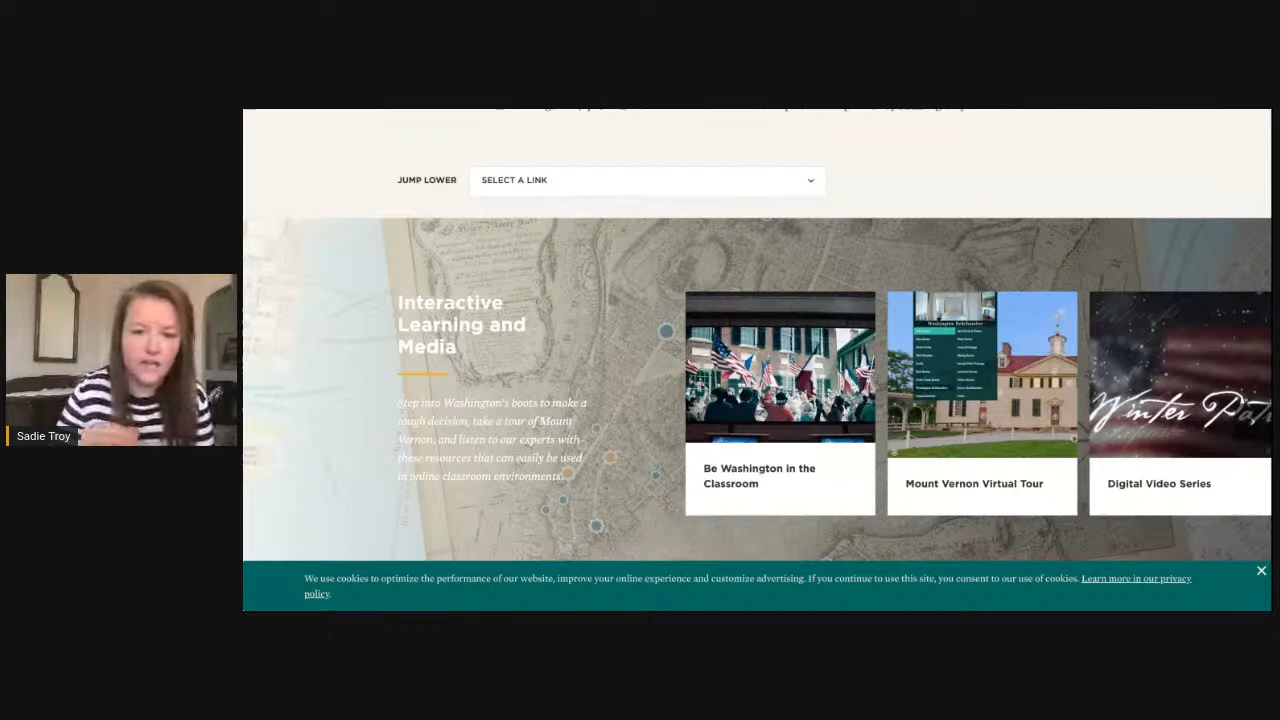 JUMP LOWER
SELECT A LINK
Interactive
Learning and
Media
Step into Washington's boots to make a
tough decision, take a tour of Mount
Vernon, and listen to our experts with
these resources that can easily be used
in online classroom environments.
Be Washington in the
Classroom
Mount Vernon Virtual Tour
Winter Pat
Digital Video Series
Sadie Troy
We use cookies to optimize the performance of our website, improve your online experience and customize advertising. If you continue to use this site, you consent to our use of cookies. Learn more in our privacy
policy.